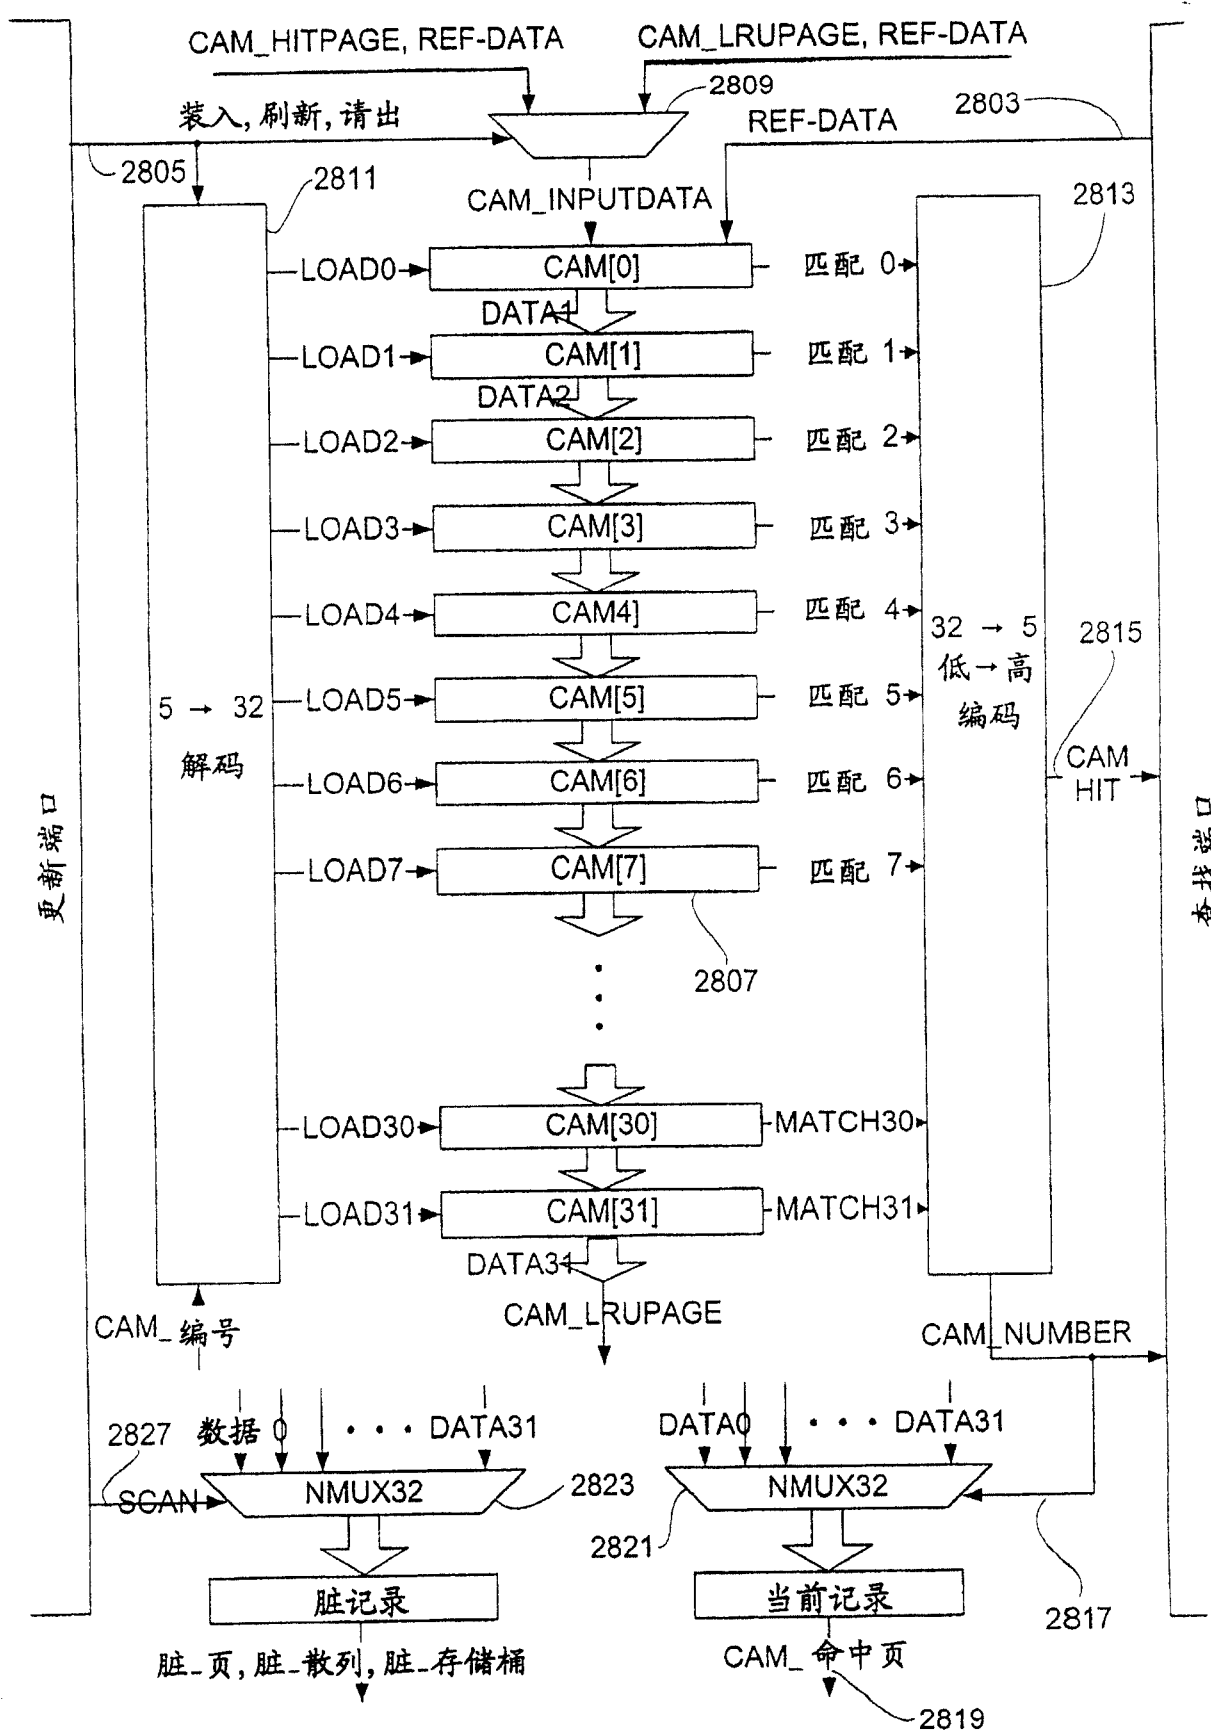 CAM_HITPAGE, REF-DATA
CAM_LRUPAGE, REF-DATA
2809
装入,刷新,请出
REF-DATA
2803
2805
2811
CAM_INPUTDATA
2813
LOAD0
CAM[0]
匹配 0
DATA1
LOAD1
CAM[1]
匹配 1
DATA2
LOAD2
CAM[2]
匹配 2
LOAD3
CAM[3]
匹配 3
LOAD4
CAM4]
匹配 4
32 → 5
低→高
编码
2815
5 → 32
解码
LOAD5
CAM[5]
匹配 5
LOAD6
CAM[6]
匹配 6
CAM
HIT
更新端口
查找端口
LOAD7
CAM[7]
匹配 7
2807
LOAD30
CAM[30]
MATCH30
LOAD31
CAM[31]
MATCH31
DATA31
CAM_LRUPAGE
CAM_编号
CAM_NUMBER
2827
数据 0
DATA31
DATA0
DATA31
SCAN
NMUX32
2823
NMUX32
2821
脏记录
当前记录
2817
脏_页,脏_散列,脏_存储桶
CAM_命中页
2819